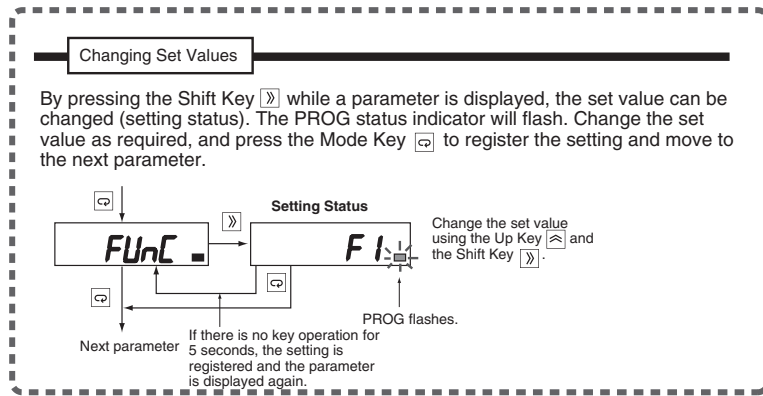 Changing Set Values
By pressing the Shift Key while a parameter is displayed, the set value can be
changed (setting status). The PROG status indicator will flash. Change the set
value as required, and press the Mode Key to register the setting and move to
the next parameter.
Setting Status
FUnC
F1
Change the set value
using the Up Key and
the Shift Key .
PROG flashes.
Next parameter
If there is no key operation for
5 seconds, the setting is
registered and the parameter
is displayed again.